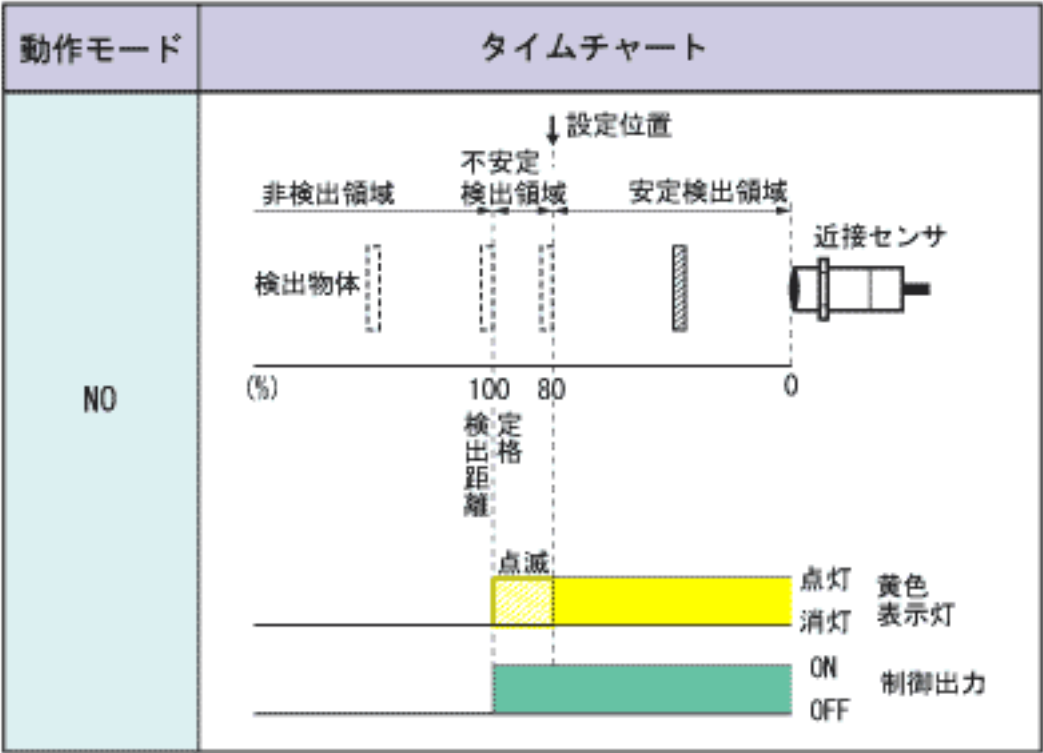 動作モード
タイムチャート
NO
設定位置
不安定
検出領域
非検出領域
安定検出領域
近接センサ
検出物体
(%)
100
80
0
定格
検出距離
点滅
点灯
消灯
黄色
表示灯
ON
OFF
制御出力